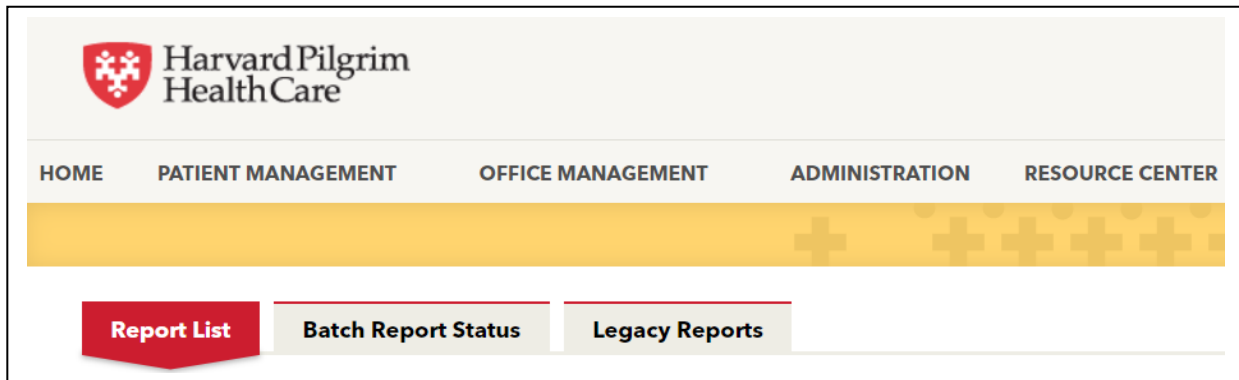 Harvard Pilgrim
Health Care
HOME PATIENT MANAGEMENT OFFICE MANAGEMENT ADMINISTRATION RESOURCE CENTER
Report List Batch Report Status Legacy Reports